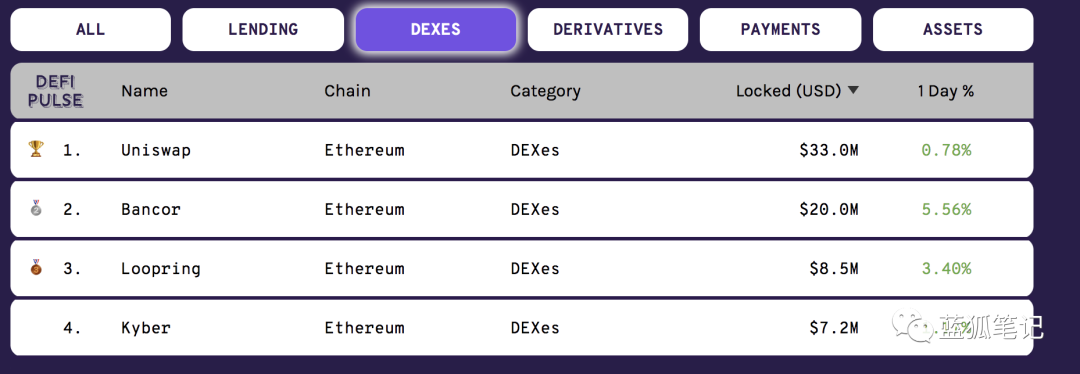 ALL LENDING DEXES DERIVATIVES PAYMENTS ASSETS
DEFI PULSE Name Chain Category Locked (USD) ▼ 1 Day %
1. Uniswap Ethereum DEXes $33.0M 0.78%
2. Bancor Ethereum DEXes $20.0M 5.56%
3. Loopring Ethereum DEXes $8.5M 3.40%
4. Kyber Ethereum DEXes $7.2M
蓝狐笔记